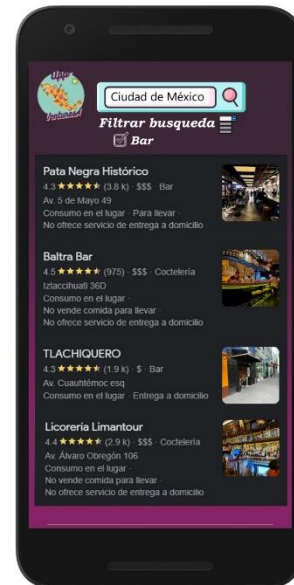 Ciudad de México
Filtrar busqueda
Bar
Pata Negra Histórico
4.3 (3.8 k) · $$$ · Bar
Av. 5 de Mayo 49
Consumo en el lugar · Para llevar ·
No ofrece servicio de entrega a domicilio
Baltra Bar
4.5 (975) · $$$ · Coctelería
Iztaccihuatl 36D
Consumo en el lugar ·
No vende comida para llevar ·
No ofrece servicio de entrega a domicilio
TLACHIQUERO
4.3 (1.9 k) · $ · Bar
Av. Cuauhtémoc esq
Consumo en el lugar · Entrega a domicilio
Licoreria Limantour
4.4 (2.9 k) · $$$ · Coctelería
Av. Álvaro Obregón 106
Consumo en el lugar ·
No vende comida para llevar ·
No ofrece servicio de entrega a domicilio